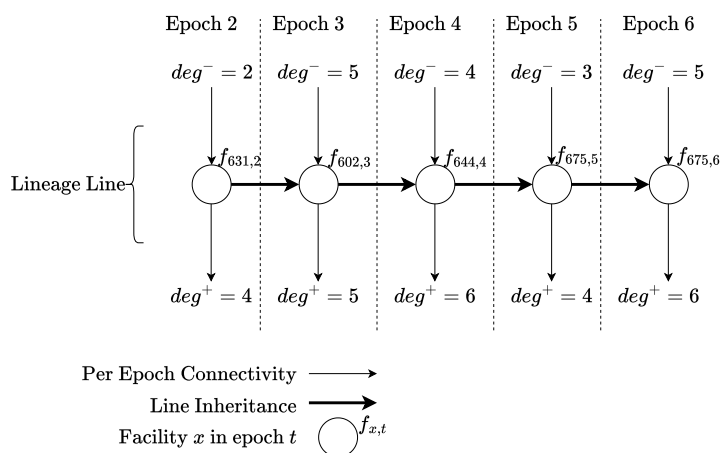 Epoch 2 Epoch 3 Epoch 4 Epoch 5 Epoch 6
deg⁻ = 2 deg⁻ = 5 deg⁻ = 4 deg⁻ = 3 deg⁻ = 5
f₆₃₁,₂ f₆₀₂,₃ f₆₄₄,₄ f₆₇₅,₅ f₆₇₅,₆
Lineage Line
deg⁺ = 4 deg⁺ = 5 deg⁺ = 6 deg⁺ = 4 deg⁺ = 6
Per Epoch Connectivity
Line Inheritance
Facility x in epoch t f_{x,t}